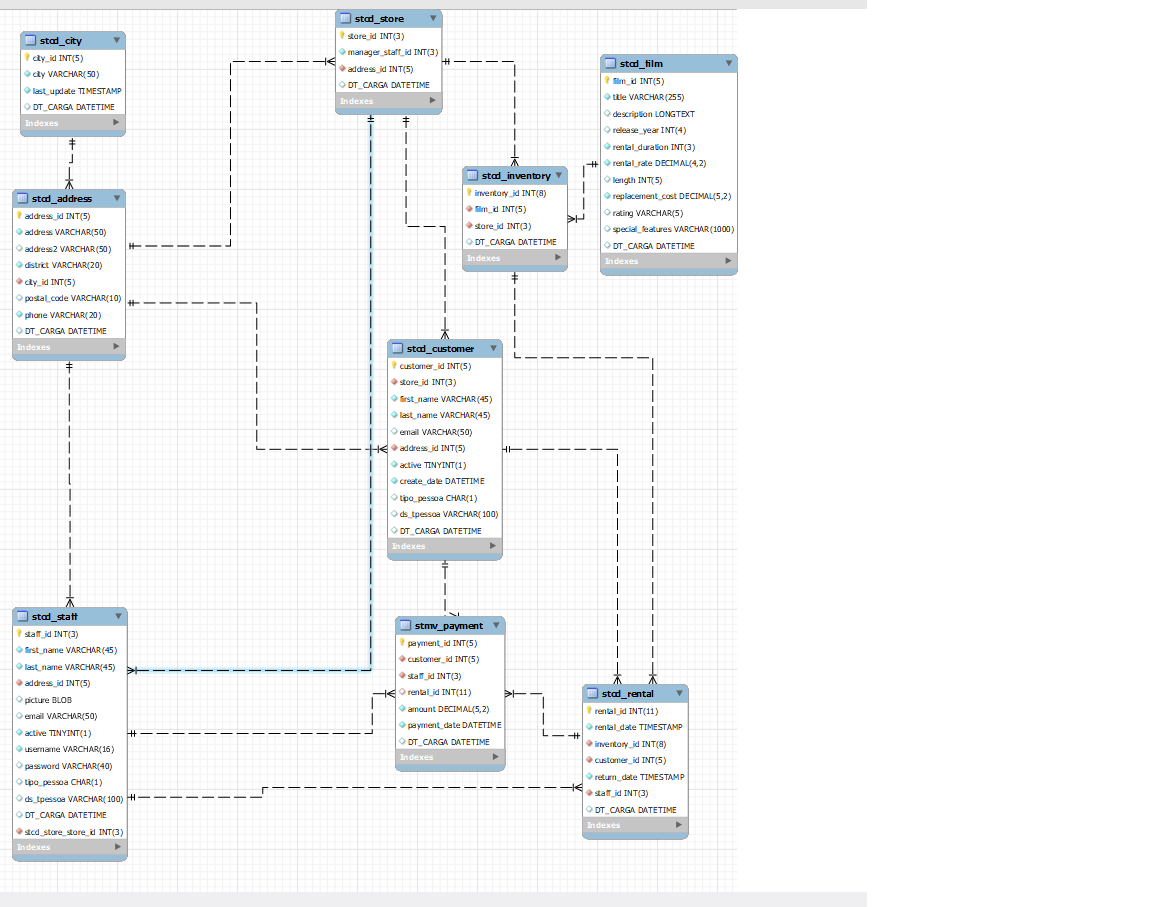 stcd_city
city_id INT(5)
city VARCHAR(50)
last_update TIMESTAMP
DT_CARGA DATETIME
Indexes
stcd_store
store_id INT(3)
manager_staff_id INT(3)
address_id INT(5)
DT_CARGA DATETIME
Indexes
stcd_film
film_id INT(5)
title VARCHAR(255)
description LONGTEXT
release_year INT(4)
rental_duration INT(3)
rental_rate DECIMAL(4,2)
length INT(5)
replacement_cost DECIMAL(5,2)
rating VARCHAR(5)
special_features VARCHAR(1000)
DT_CARGA DATETIME
Indexes
stcd_address
address_id INT(5)
address VARCHAR(50)
address2 VARCHAR(50)
district VARCHAR(20)
city_id INT(5)
postal_code VARCHAR(10)
phone VARCHAR(20)
DT_CARGA DATETIME
Indexes
stcd_inventory
inventory_id INT(8)
film_id INT(5)
store_id INT(3)
DT_CARGA DATETIME
Indexes
stcd_customer
customer_id INT(5)
store_id INT(3)
first_name VARCHAR(45)
last_name VARCHAR(45)
email VARCHAR(50)
address_id INT(5)
active TINYINT(1)
create_date DATETIME
tipo_pessoa CHAR(1)
ds_tpessoa VARCHAR(100)
DT_CARGA DATETIME
Indexes
stcd_staff
staff_id INT(3)
first_name VARCHAR(45)
last_name VARCHAR(45)
address_id INT(5)
picture BLOB
email VARCHAR(50)
active TINYINT(1)
username VARCHAR(16)
password VARCHAR(40)
tipo_pessoa CHAR(1)
ds_tpessoa VARCHAR(100)
DT_CARGA DATETIME
stcd_store_store_id INT(3)
Indexes
stmv_payment
payment_id INT(5)
customer_id INT(5)
staff_id INT(3)
rental_id INT(11)
amount DECIMAL(5,2)
payment_date DATETIME
DT_CARGA DATETIME
Indexes
stcd_rental
rental_id INT(11)
rental_date TIMESTAMP
inventory_id INT(8)
customer_id INT(5)
return_date TIMESTAMP
staff_id INT(3)
DT_CARGA DATETIME
Indexes